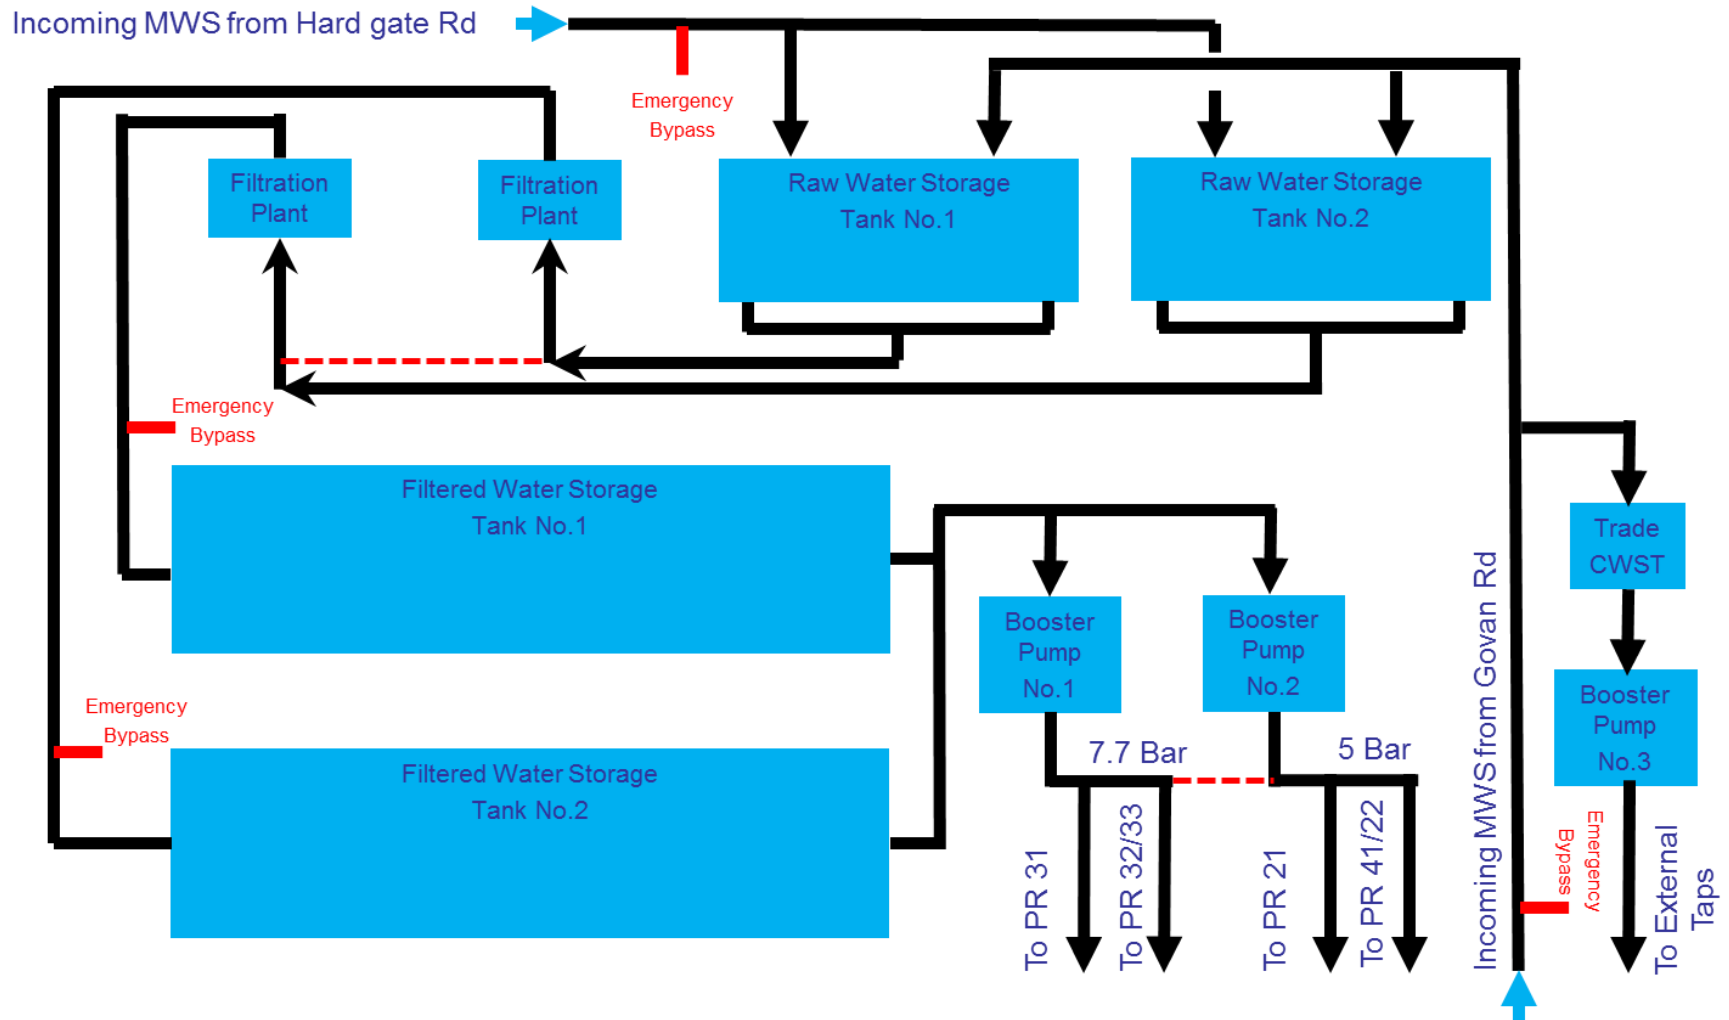 Incoming MWS from Hard gate Rd
Emergency
Bypass
Filtration
Plant
Filtration
Plant
Raw Water Storage
Tank No.1
Raw Water Storage
Tank No.2
Emergency
Bypass
Filtered Water Storage
Tank No.1
Trade
CWST
Booster
Pump
No.1
Booster
Pump
No.2
Incoming MWS from Govan Rd
Booster
Pump
No.3
Emergency
Bypass
Filtered Water Storage
Tank No.2
7.7 Bar
5 Bar
To PR 31
To PR 32/33
To PR 21
To PR 41/22
Emergency
Bypass
To External
Taps